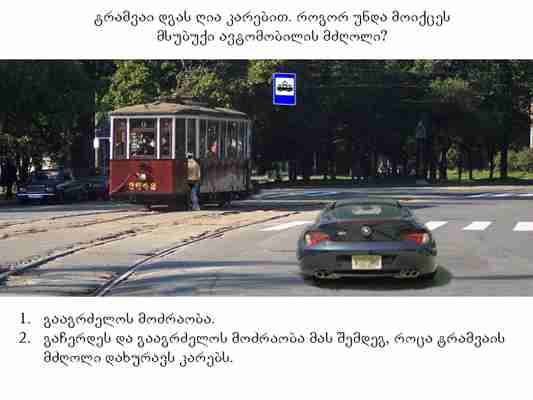 ტრამვაი დგას ღია კარებით. როგორ უნდა მოიქცეს
მსუბუქი ავტომობილის მძღოლი?
1. გააგრძელოს მოძრაობა.
2. გაჩერდეს და გააგრძელოს მოძრაობა მას შემდეგ, როცა ტრამვაის
მძღოლი დახურავს კარებს.